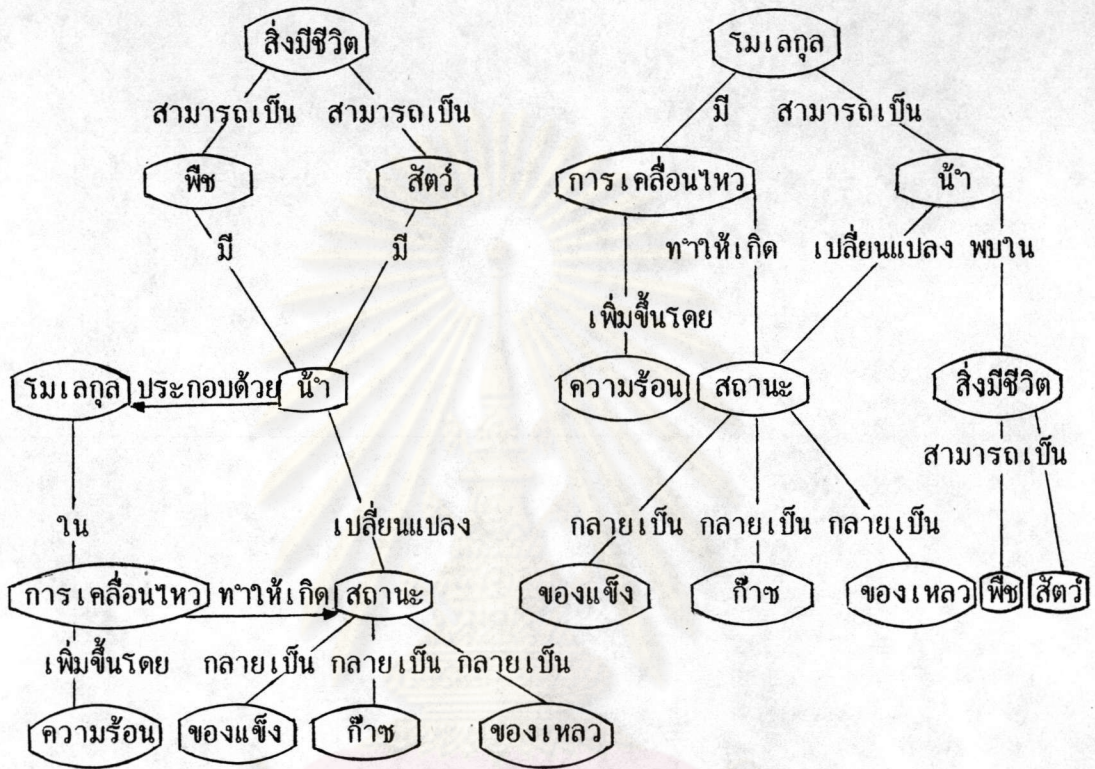 สิ่งมีชีวิต
สามารถเป็น สามารถเป็น
พืช สัตว์
มี มี
โมเลกุล ประกอบด้วย น้ำ
ใน เปลี่ยนแปลง
การเคลื่อนไหว ทำให้เกิด สถานะ
เพิ่มขึ้นโดย กลายเป็น กลายเป็น กลายเป็น
ความร้อน ของแข็ง ก๊าซ ของเหลว
โมเลกุล
มี สามารถเป็น
การเคลื่อนไหว น้ำ
ทำให้เกิด เปลี่ยนแปลง พบใน
เพิ่มขึ้นโดย
ความร้อน สถานะ สิ่งมีชีวิต
สามารถเป็น
กลายเป็น กลายเป็น กลายเป็น
ของแข็ง ก๊าซ ของเหลว พืช สัตว์